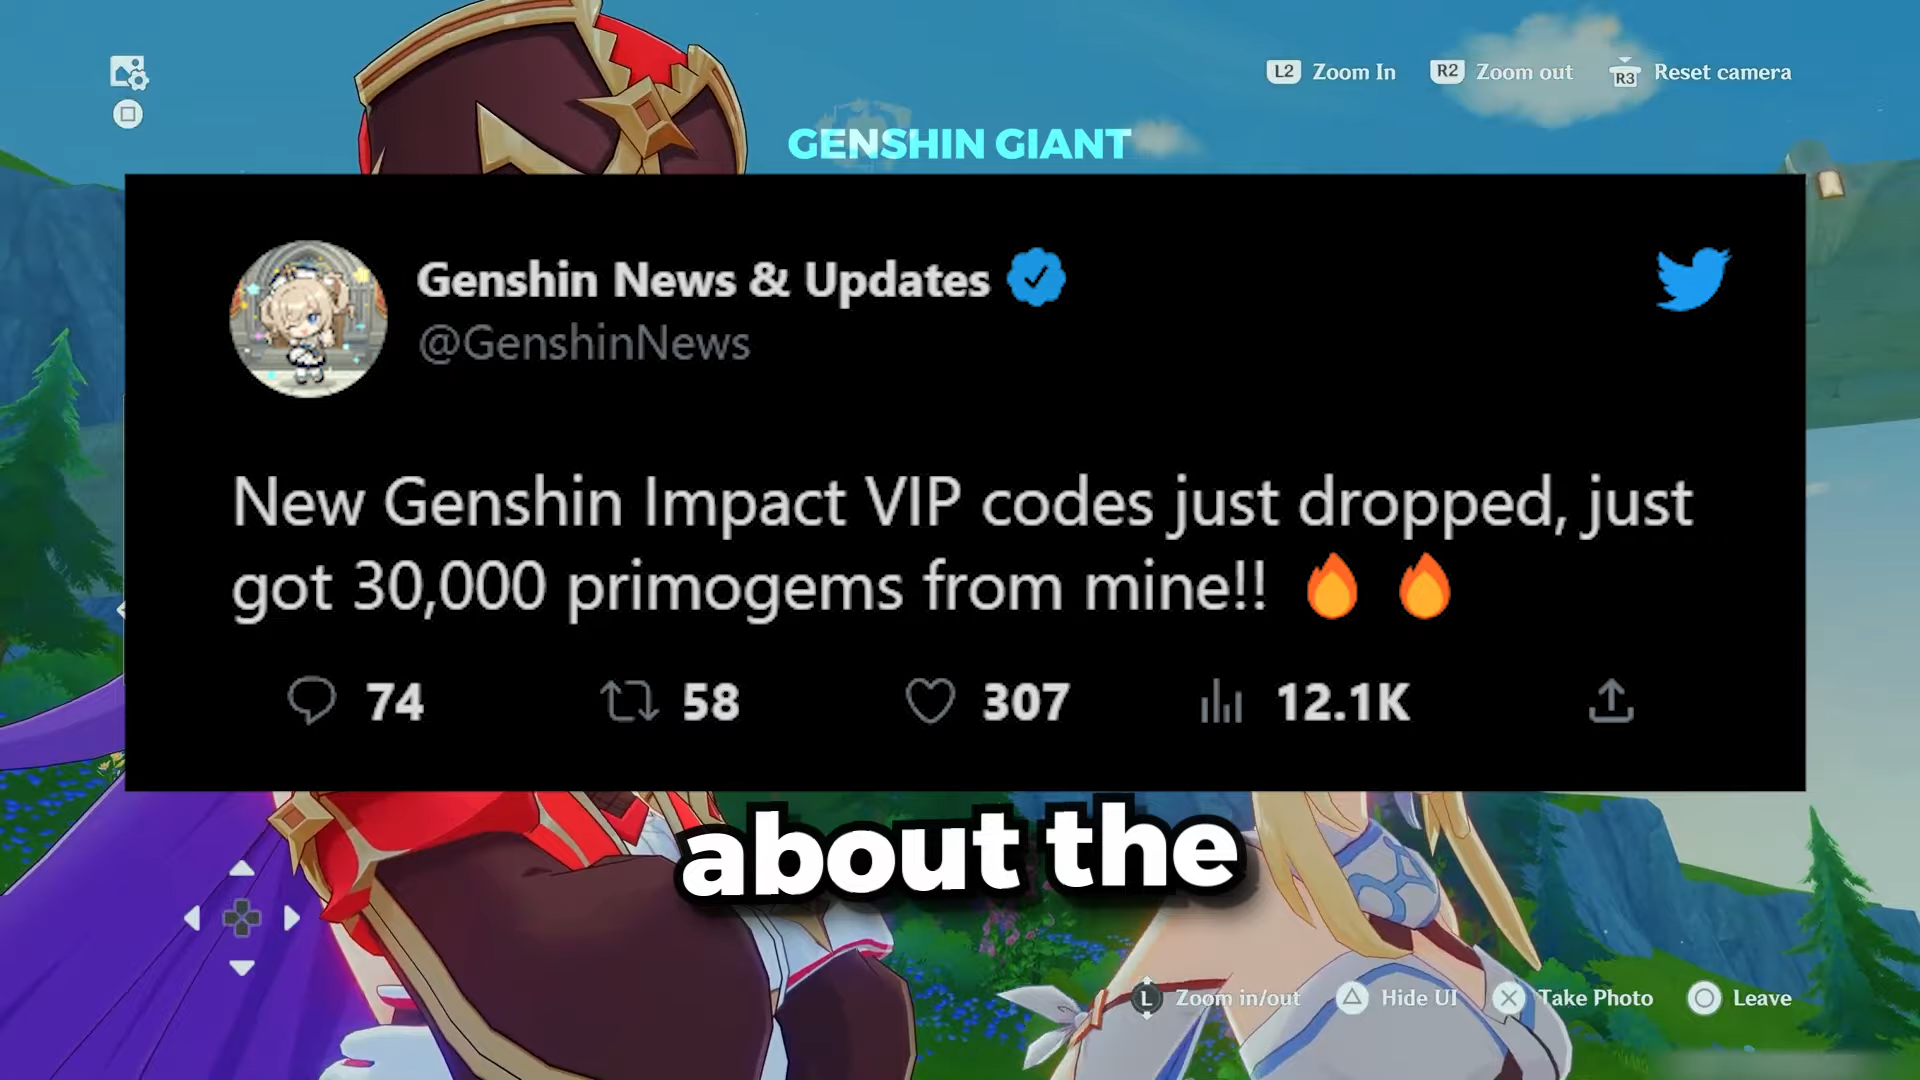 L2 Zoom In R2 Zoom out R3 Reset camera
GENSHIN GIANT
Genshin News & Updates
@GenshinNews
New Genshin Impact VIP codes just dropped, just
got 30,000 primogems from mine!! 🔥 🔥
74 58 307 12.1K
about the
L Zoom in/out Hide UI Take Photo Leave